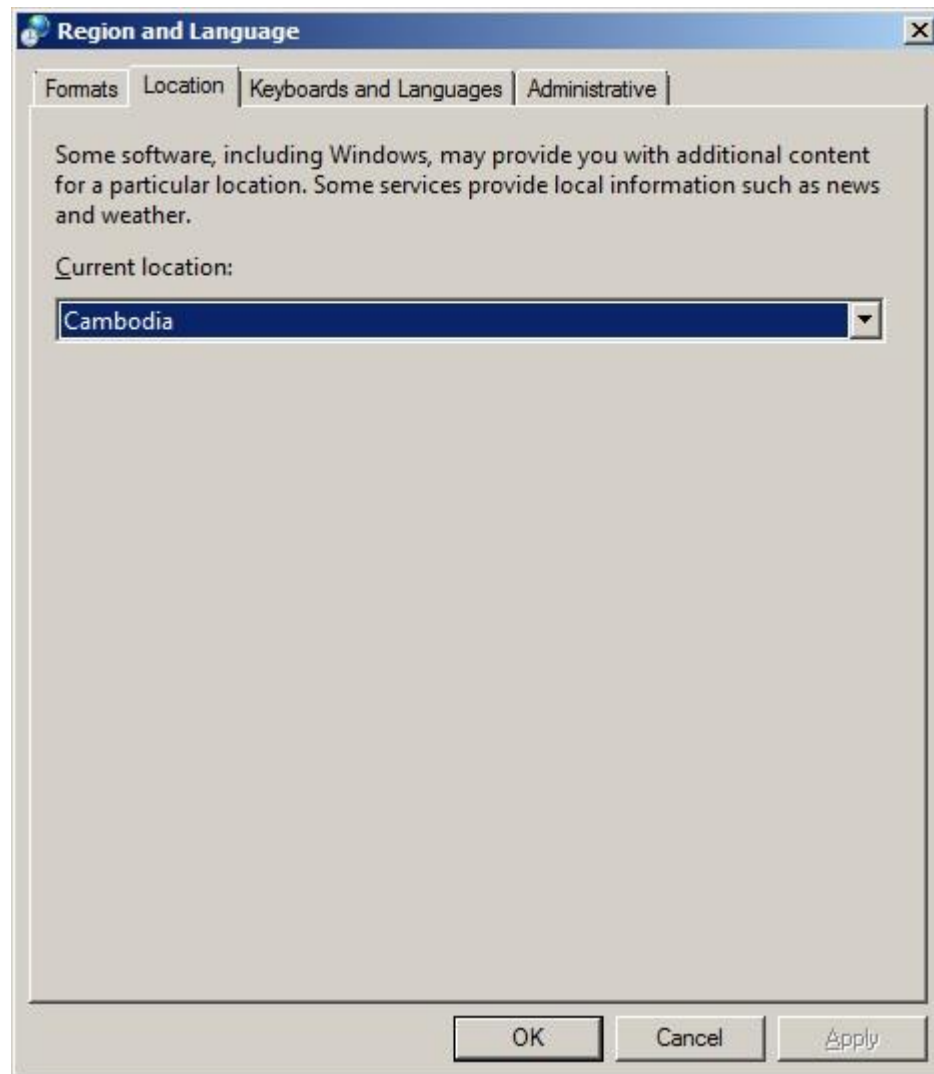 Region and Language
Formats Location Keyboards and Languages Administrative
Some software, including Windows, may provide you with additional content
for a particular location. Some services provide local information such as news
and weather.
Current location:
Cambodia
OK Cancel Apply